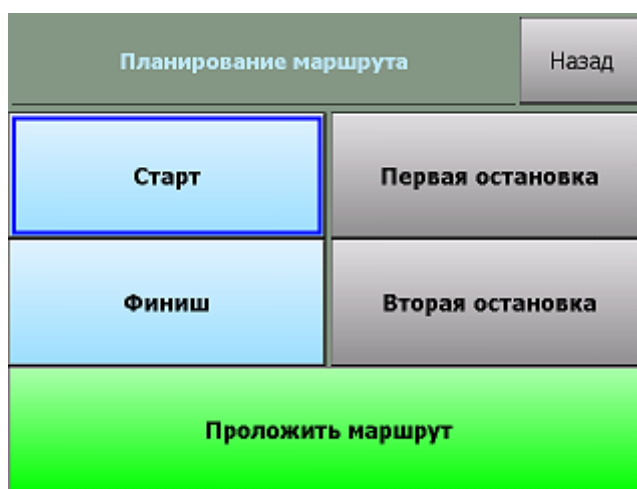 Планирование маршрута
Назад
Старт
Первая остановка
Финиш
Вторая остановка
Проложить маршрут